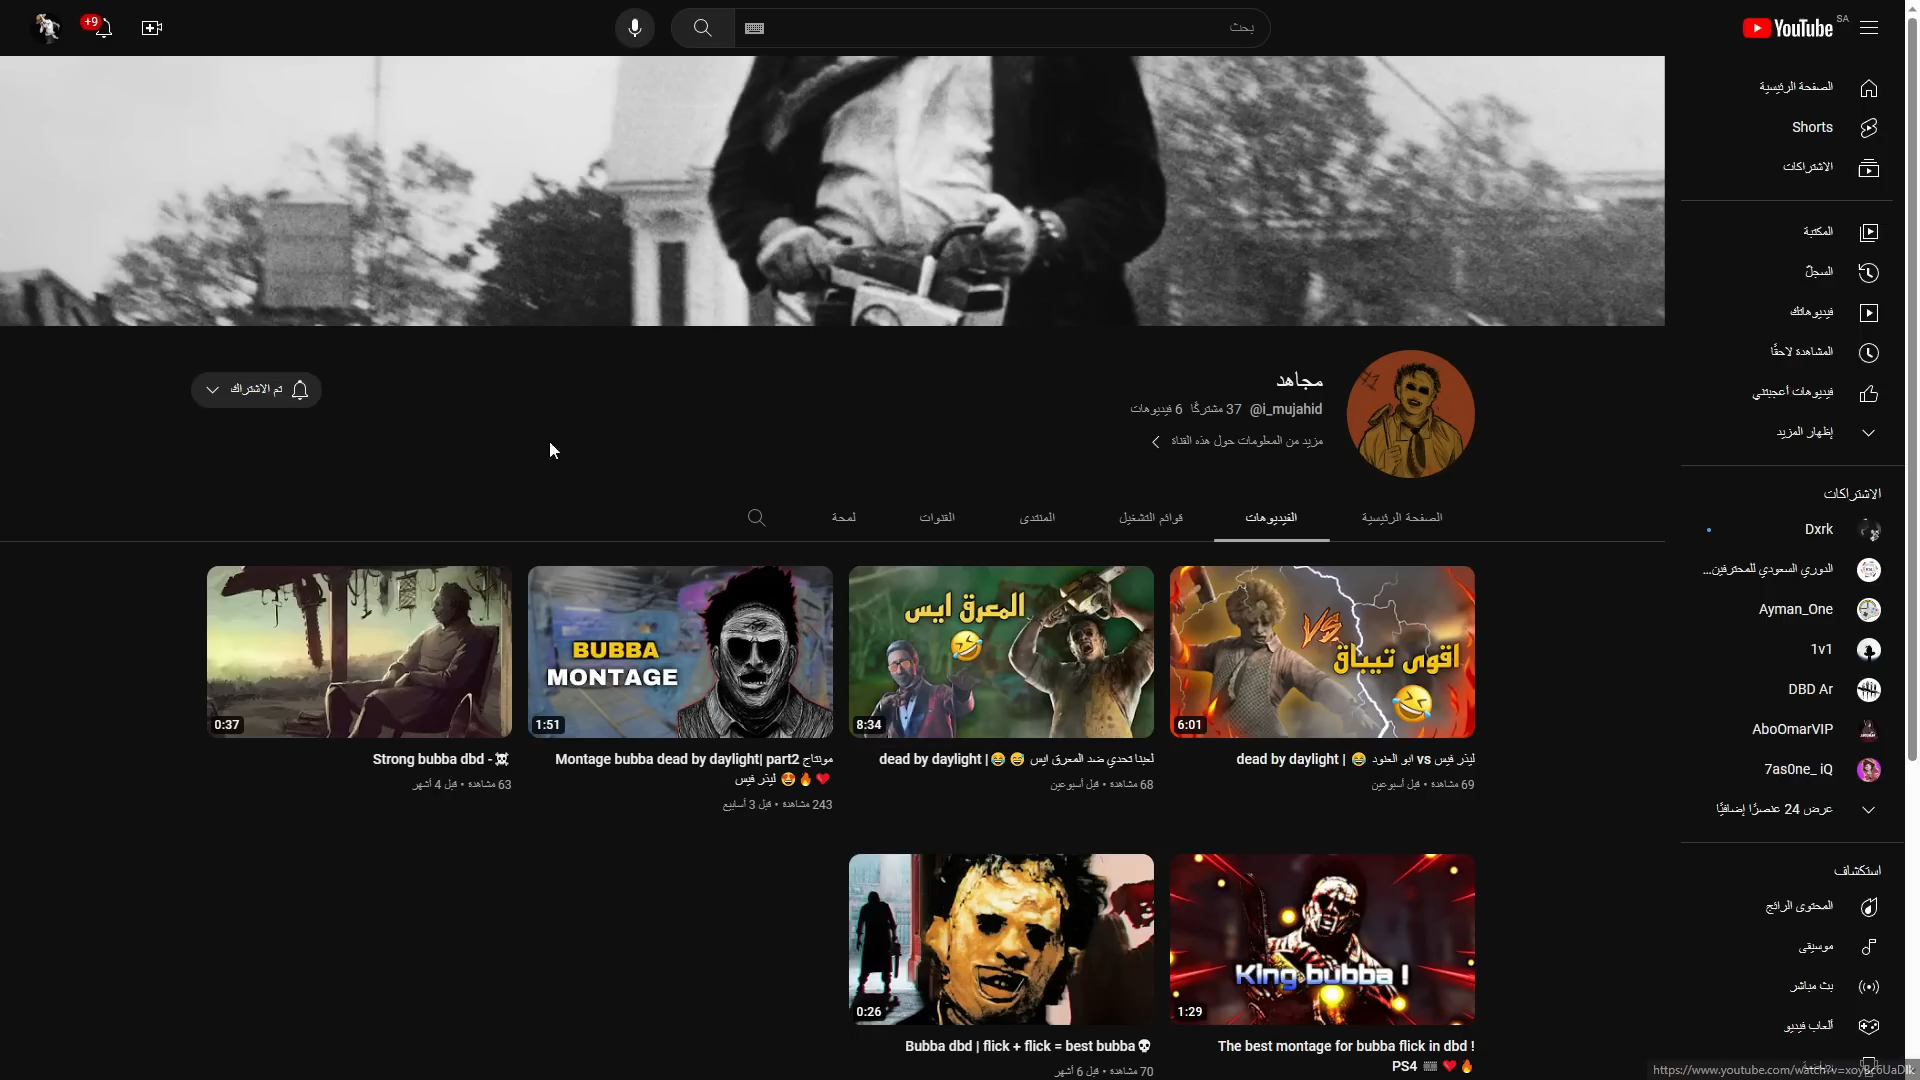 +9
بحث
YouTube SA
الصفحة الرئيسية
Shorts
الاشتراكات
المكتبة
السجلّ
فيديوهاتك
المشاهدة لاحقًا
فيديوهات أعجبتني
إظهار المزيد
الاشتراكات
Dxrk
الدوري السعودي للمحترفين...
Ayman_One
1v1
DBD Ar
AboOmarVIP
7as0ne_ iQ
عرض 24 عنصرًا إضافيًا
استكشاف
المحتوى الرائج
موسيقى
بث مباشر
ألعاب فيديو
مجاهد
@i_mujahid 37 مشتركًا 6 فيديوهات
مزيد من المعلومات حول هذه القناة
تم الاشتراك
الصفحة الرئيسية
الفيديوهات
قوائم التشغيل
المنتدى
القنوات
لمحة
VS
اقوى تيباق
6:01
ليذر فيس vs ابو العنود 😂 | dead by daylight
69 مشاهدة • قبل أسبوعين
المعرق ايس
8:34
لعبنا تحدي ضد المعرق ايس 😅😂| dead by daylight
68 مشاهدة • قبل أسبوعين
BUBBA
MONTAGE
1:51
مونتاج Montage bubba dead by daylight| part2
❤️🔥🤩 ليذر فيس
243 مشاهدة • قبل 3 أسابيع
0:37
Strong bubba dbd -☠️
63 مشاهدة • قبل 4 أشهر
King bubba !
1:29
The best montage for bubba flick in dbd !
PS4
0:26
Bubba dbd | flick + flick = best bubba💀
70 مشاهدة • قبل 6 أشهر